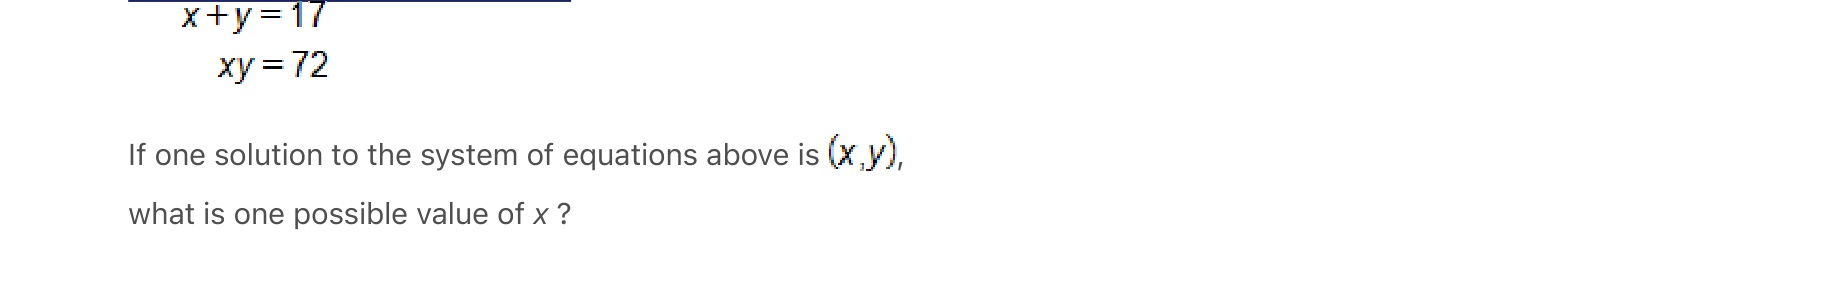 x+y=17
xy=72
If one solution to the system of equations above is (x,y),
what is one possible value of x ?